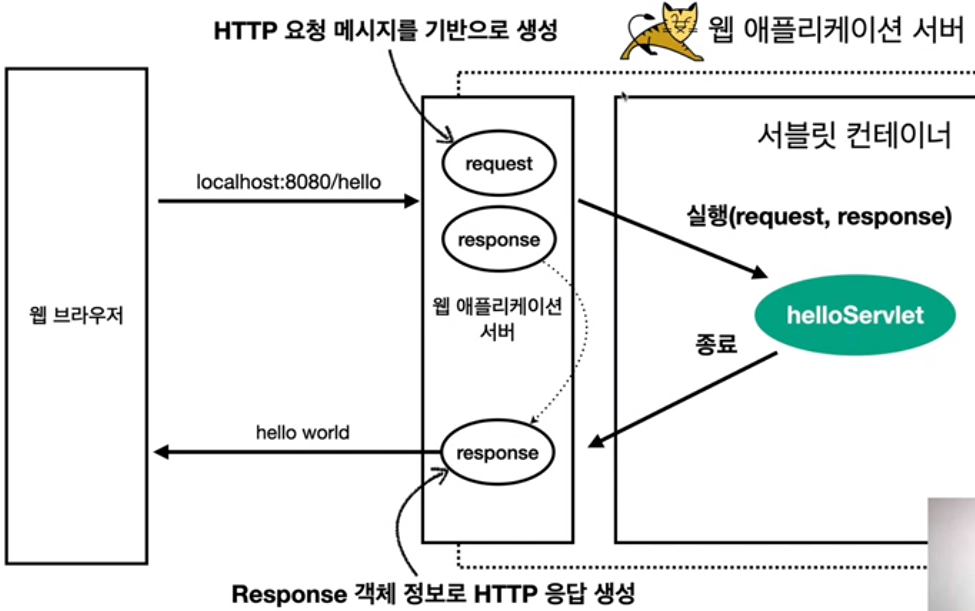 HTTP 요청 메시지를 기반으로 생성
웹 애플리케이션 서버
서블릿 컨테이너
request
localhost:8080/hello
실행(request, response)
response
웹 브라우저
웹 애플리케이션
서버
helloServlet
종료
hello world
response
Response 객체 정보로 HTTP 응답 생성